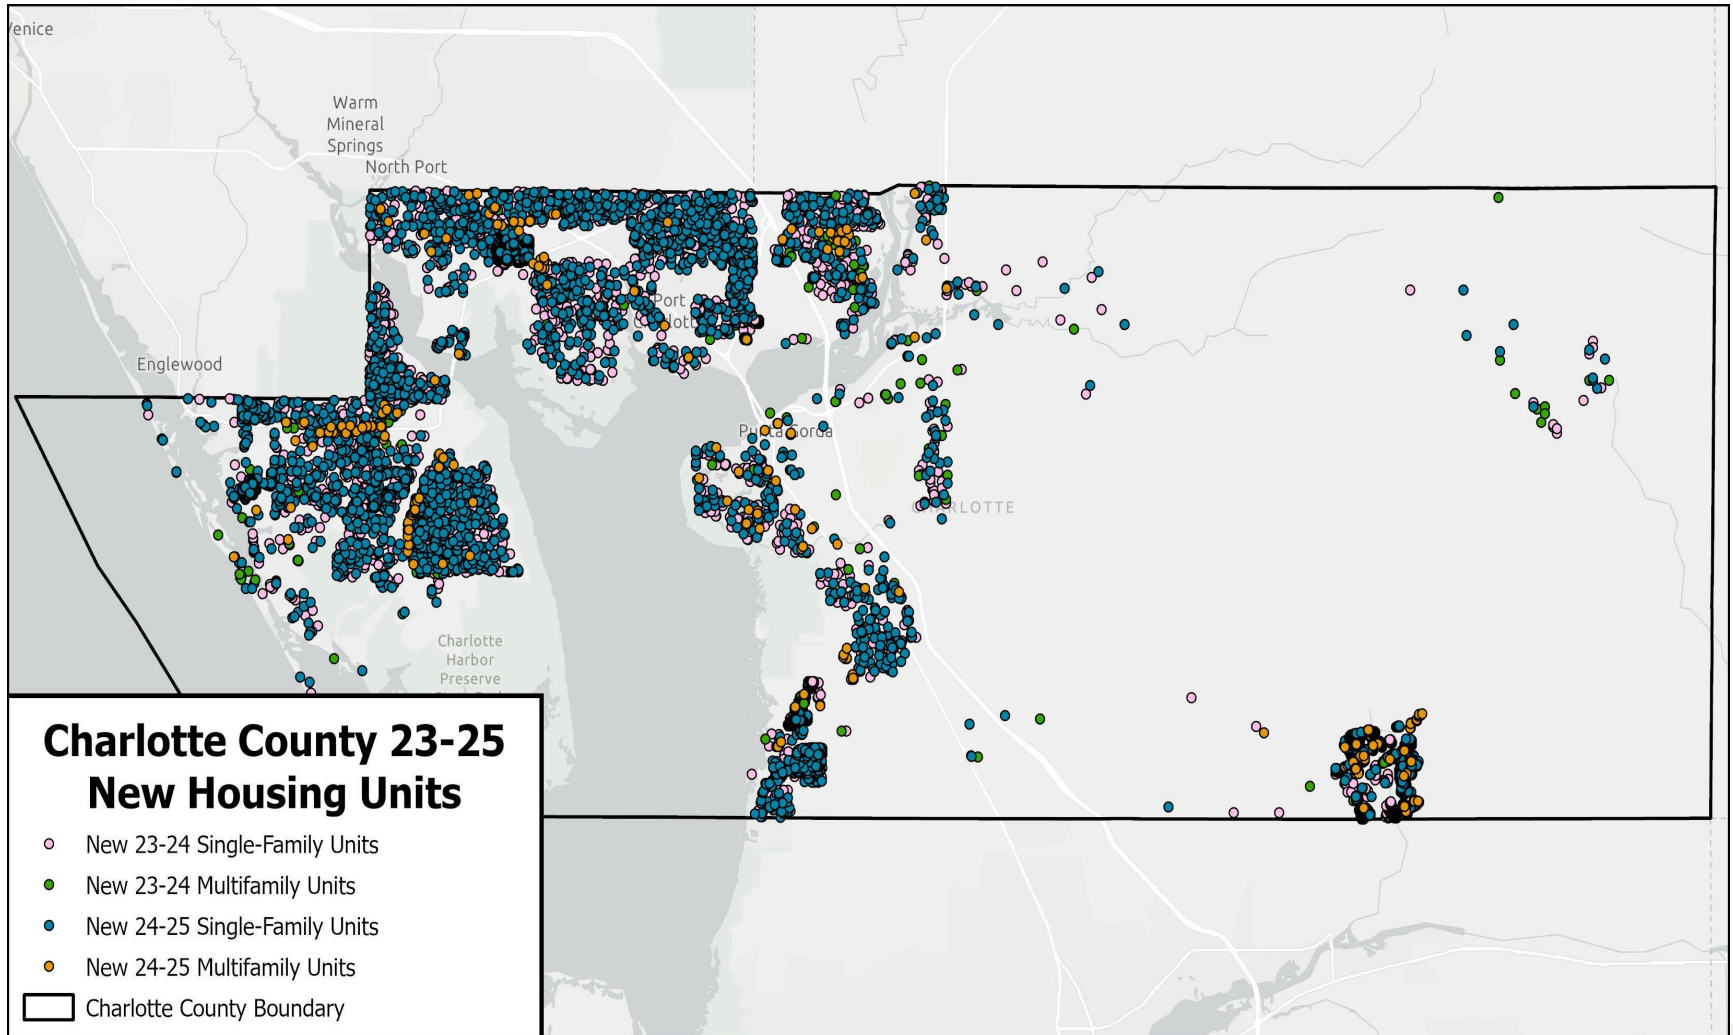 Venice
Warm
Mineral
Springs
North Port
Port
Englewood
Punta Gorda
CHARLOTTE
Charlotte
Harbor
Preserve
Charlotte County 23-25
New Housing Units
New 23-24 Single-Family Units
New 23-24 Multifamily Units
New 24-25 Single-Family Units
New 24-25 Multifamily Units
Charlotte County Boundary